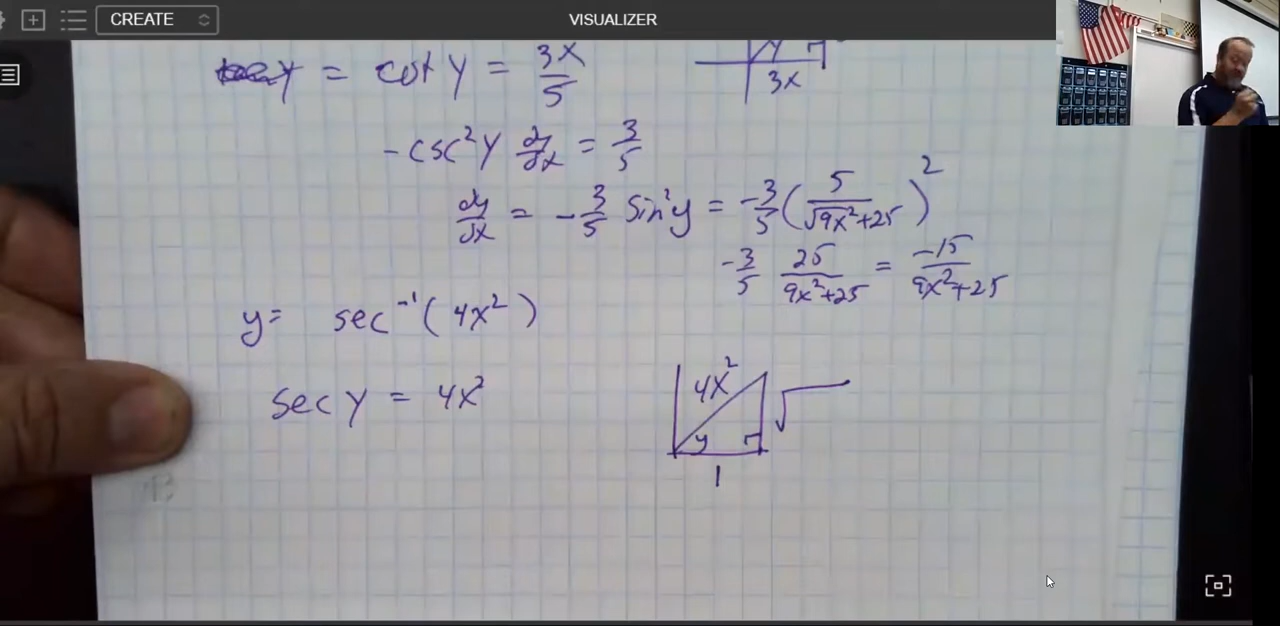 CREATE
VISUALIZER
y = cot y = 3x/5
3x
-csc²y dy/dx = 3/5
dy/dx = -3/5 sin²y = -3/5 (5/√9x²+25)²
-3/5 25/9x²+25 = -15/9x²+25
y = sec⁻¹(4x²)
sec y = 4x²
4x² √
y
1